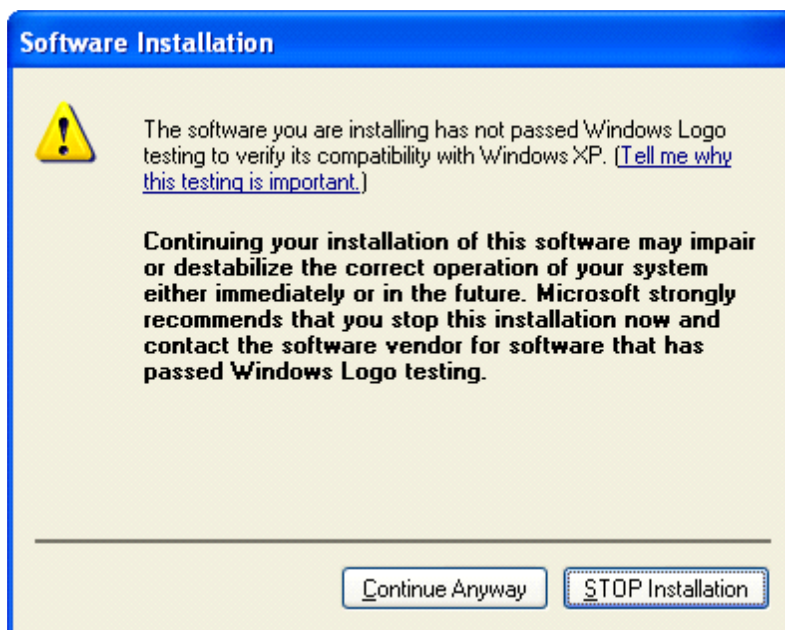 Software Installation
The software you are installing has not passed Windows Logo
testing to verify its compatibility with Windows XP. (Tell me why
this testing is important.)
Continuing your installation of this software may impair
or destabilize the correct operation of your system
either immediately or in the future. Microsoft strongly
recommends that you stop this installation now and
contact the software vendor for software that has
passed Windows Logo testing.
Continue Anyway
STOP Installation